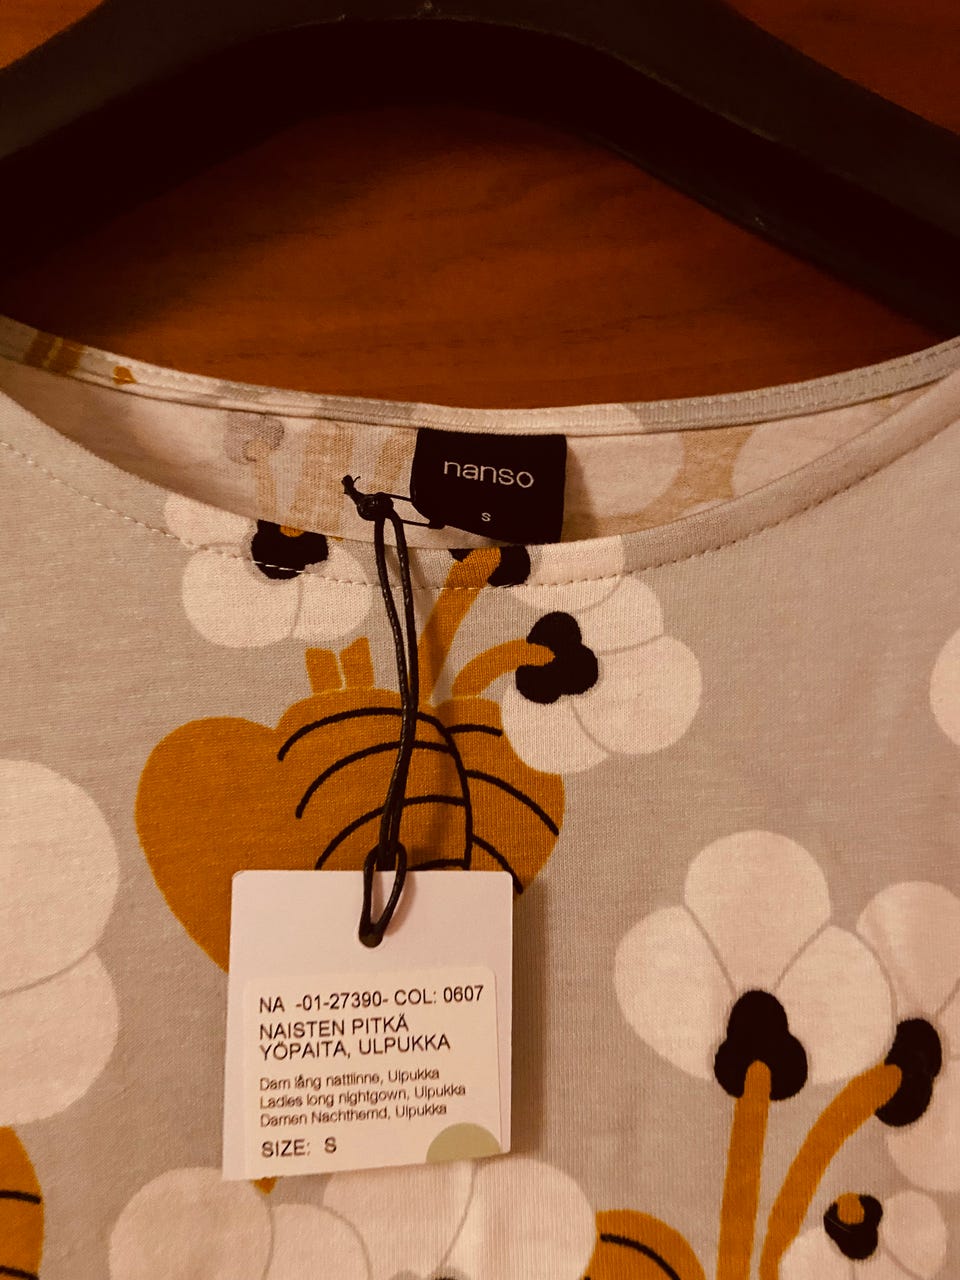 nanso
S
NA -01-27390- COL: 0607
NAISTEN PITKÄ
YÖPAITA, ULPUKKA
Dam lång nattlinne, Ulpukka
Ladies long nightgown, Ulpukka
Damen Nachthemd, Ulpukka
SIZE: S